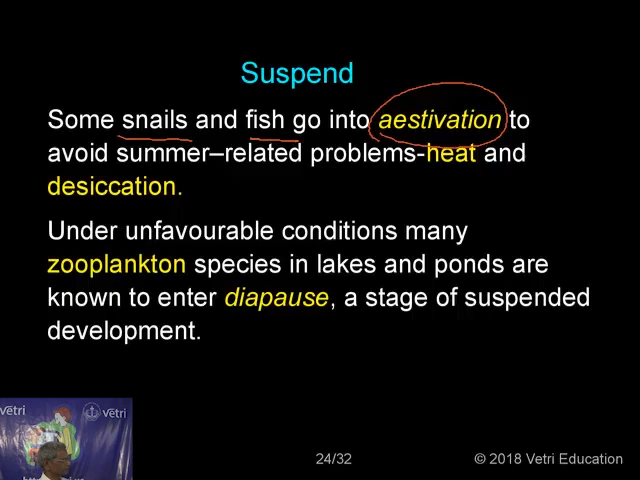 Suspend
Some snails and fish go into aestivation to
avoid summer–related problems-heat and
desiccation.
Under unfavourable conditions many
zooplankton species in lakes and ponds are
known to enter diapause, a stage of suspended
development.
Vetri
Vetri
24/32
© 2018 Vetri Education